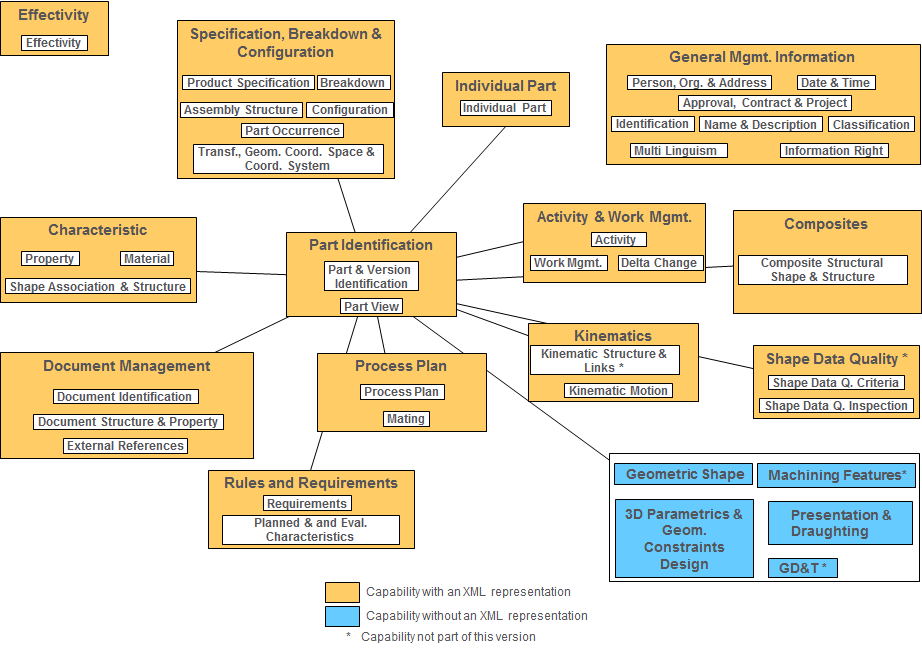 Effectivity
Effectivity
Specification, Breakdown &
Configuration
Product Specification
Breakdown
Assembly Structure
Configuration
Part Occurrence
Transf., Geom. Coord. Space &
Coord. System
Individual Part
Individual Part
General Mgmt. Information
Person, Org. & Address
Date & Time
Approval, Contract & Project
Identification
Name & Description
Classification
Multi Linguism
Information Right
Characteristic
Property
Material
Shape Association & Structure
Part Identification
Part & Version
Identification
Part View
Activity & Work Mgmt.
Activity
Work Mgmt.
Delta Change
Composites
Composite Structural
Shape & Structure
Document Management
Document Identification
Document Structure & Property
External References
Process Plan
Process Plan
Mating
Kinematics
Kinematic Structure &
Links *
Kinematic Motion
Shape Data Quality *
Shape Data Q. Criteria
Shape Data Q. Inspection
Rules and Requirements
Requirements
Planned & and Eval.
Characteristics
Geometric Shape
Machining Features*
3D Parametrics &
Geom.
Constraints
Design
Presentation &
Draughting
GD&T *
Capability with an XML representation
Capability without an XML representation
* Capability not part of this version